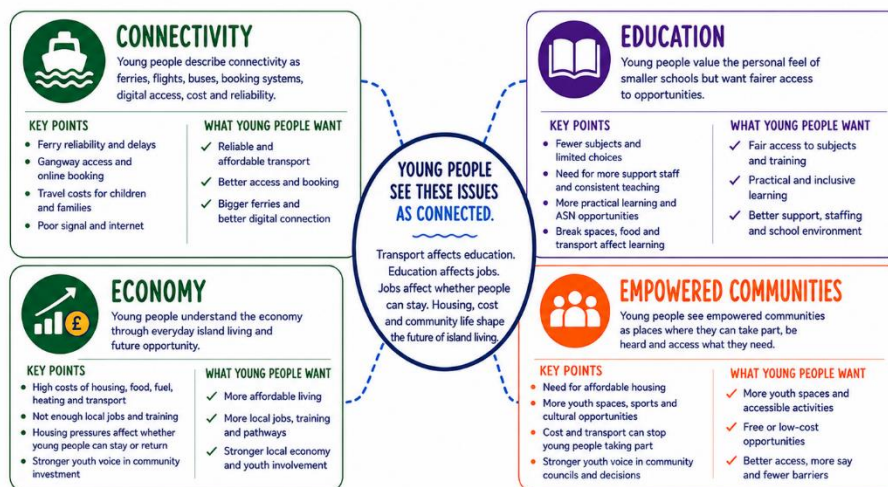 CONNECTIVITY
Young people describe connectivity as
ferries, flights, buses, booking systems,
digital access, cost and reliability.
KEY POINTS
• Ferry reliability and delays
• Gangway access and
online booking
• Travel costs for children
and families
• Poor signal and internet
WHAT YOUNG PEOPLE WANT
✓ Reliable and
affordable transport
✓ Better access and booking
✓ Bigger ferries and
better digital connection
EDUCATION
Young people value the personal feel of
smaller schools but want fairer access
to opportunities.
KEY POINTS
• Fewer subjects and
limited choices
• Need for more support staff
and consistent teaching
• More practical learning and
ASN opportunities
• Break spaces, food and
transport affect learning
WHAT YOUNG PEOPLE WANT
✓ Fair access to subjects
and training
✓ Practical and inclusive
learning
✓ Better support, staffing
and school environment
YOUNG PEOPLE
SEE THESE ISSUES
AS CONNECTED.
Transport affects education.
Education affects jobs.
Jobs affect whether people
can stay. Housing, cost
and community life shape
the future of island living.
ECONOMY
£
Young people understand the economy
through everyday island living and
future opportunity.
KEY POINTS
• High costs of housing, food, fuel,
heating and transport
• Not enough local jobs and training
• Housing pressures affect whether
young people can stay or return
• Stronger youth voice in community
investment
WHAT YOUNG PEOPLE WANT
✓ More affordable living
✓ More local jobs, training
and pathways
✓ Stronger local economy
and youth involvement
EMPOWERED COMMUNITIES
Young people see empowered communities
as places where they can take part, be
heard and access what they need.
KEY POINTS
• Need for affordable housing
• More youth spaces, sports and
cultural opportunities
• Cost and transport can stop
young people taking part
• Stronger youth voice in community
councils and decisions
WHAT YOUNG PEOPLE WANT
✓ More youth spaces and
accessible activities
✓ Free or low-cost
opportunities
✓ Better access, more say
and fewer barriers